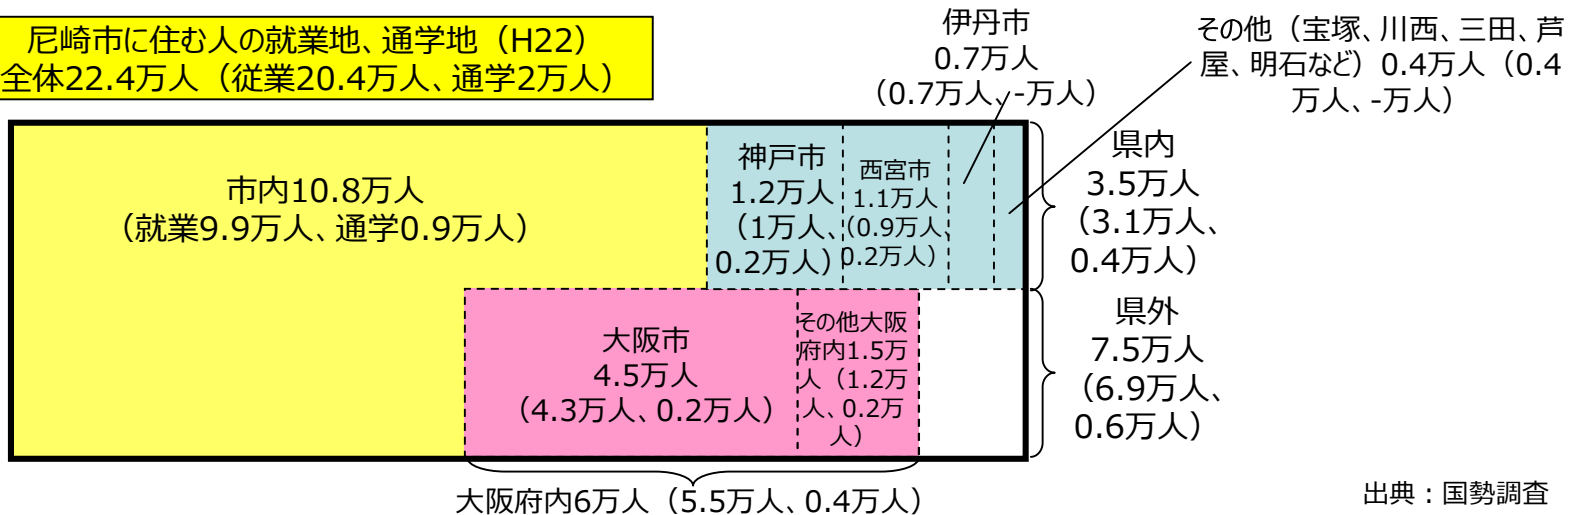 尼崎市に住む人の就業地、通学地（H22）
全体22.4万人（従業20.4万人、通学2万人）
伊丹市
0.7万人
（0.7万人、-万人）
その他（宝塚、川西、三田、芦
屋、明石など）0.4万人（0.4
万人、-万人）
市内10.8万人
（就業9.9万人、通学0.9万人）
神戸市
1.2万人
（1万人、
0.2万人）
西宮市
1.1万人
（0.9万人、
0.2万人）
県内
3.5万人
（3.1万人、
0.4万人）
大阪市
4.5万人
（4.3万人、0.2万人）
その他大阪
府内1.5万
人（1.2万
人、0.2万
人）
県外
7.5万人
（6.9万人、
0.6万人）
大阪府内6万人（5.5万人、0.4万人）
出典：国勢調査